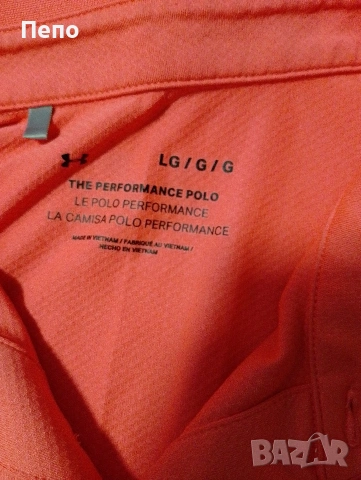 Пепо
LG / G / G
THE PERFORMANCE POLO
LE POLO PERFORMANCE
LA CAMISA POLO PERFORMANCE
MADE IN VIETNAM / FABRIQUÉ AU VIETNAM /
HECHO EN VIETNAM
BAZAR